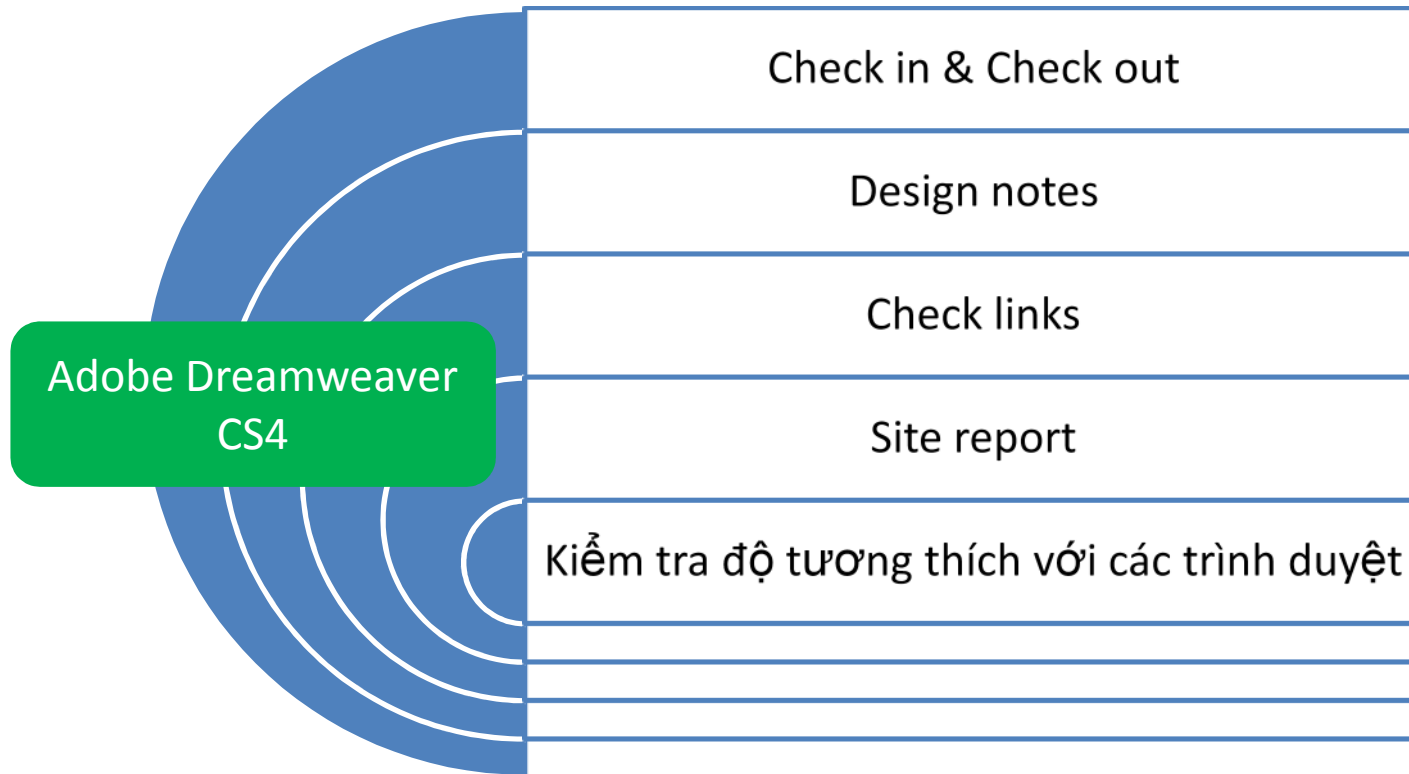 Check in & Check out
Design notes
Check links
Adobe Dreamweaver
CS4
Site report
Kiểm tra độ tương thích với các trình duyệt